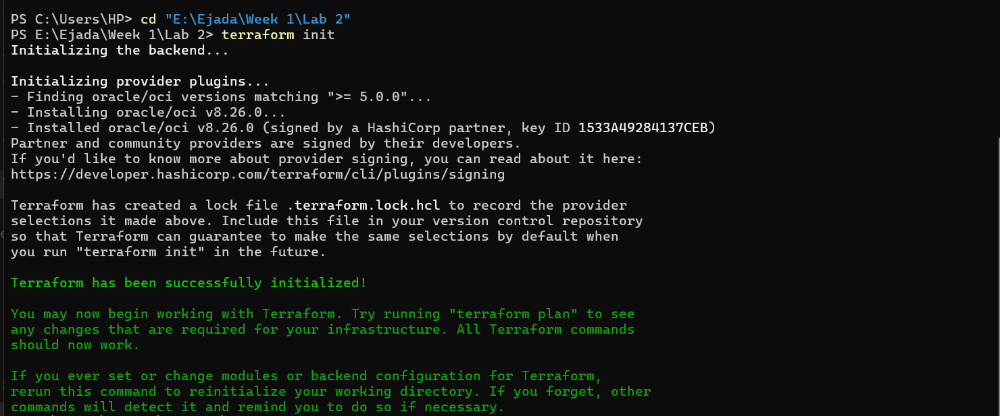 PS C:\Users\HP> cd "E:\Ejada\Week 1\Lab 2"
PS E:\Ejada\Week 1\Lab 2> terraform init
Initializing the backend...
Initializing provider plugins...
- Finding oracle/oci versions matching ">= 5.0.0"...
- Installing oracle/oci v8.26.0...
- Installed oracle/oci v8.26.0 (signed by a HashiCorp partner, key ID 1533A49284137CEB)
Partner and community providers are signed by their developers.
If you'd like to know more about provider signing, you can read about it here:
https://developer.hashicorp.com/terraform/cli/plugins/signing
Terraform has created a lock file .terraform.lock.hcl to record the provider
selections it made above. Include this file in your version control repository
so that Terraform can guarantee to make the same selections by default when
you run "terraform init" in the future.
Terraform has been successfully initialized!
You may now begin working with Terraform. Try running "terraform plan" to see
any changes that are required for your infrastructure. All Terraform commands
should now work.
If you ever set or change modules or backend configuration for Terraform,
rerun this command to reinitialize your working directory. If you forget, other
commands will detect it and remind you to do so if necessary.